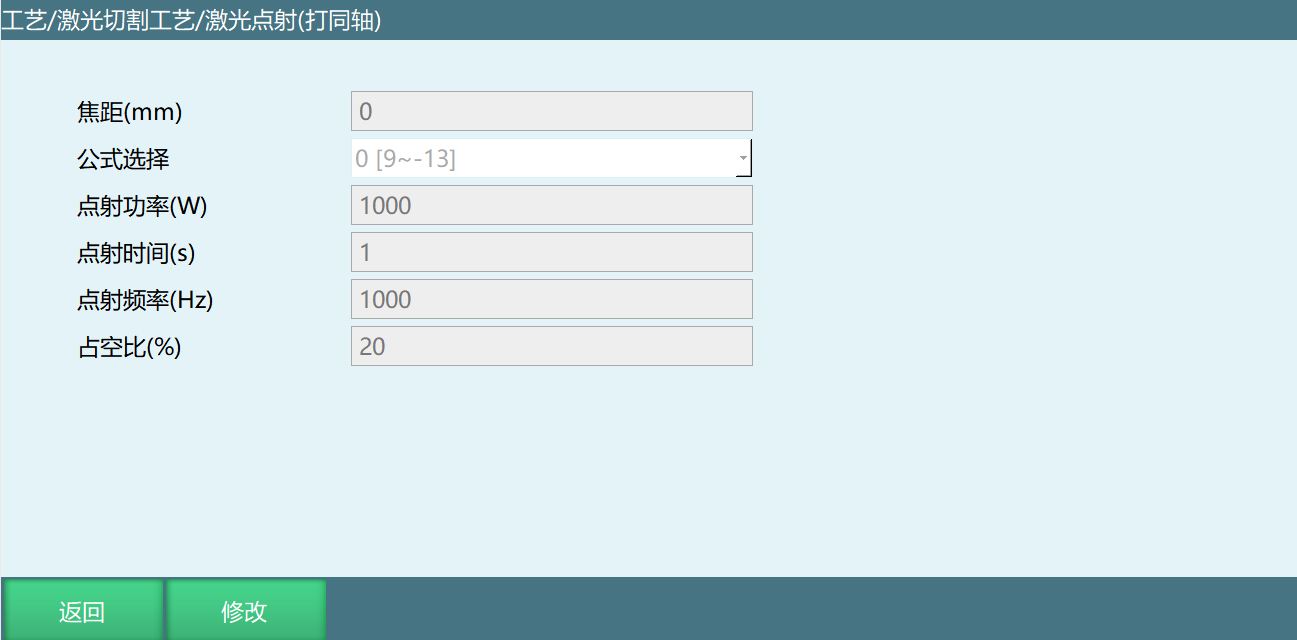 工艺/激光切割工艺/激光点射(打同轴)
焦距(mm) 0
公式选择 0 [9~-13]
点射功率(W) 1000
点射时间(s) 1
点射频率(Hz) 1000
占空比(%) 20
返回 修改